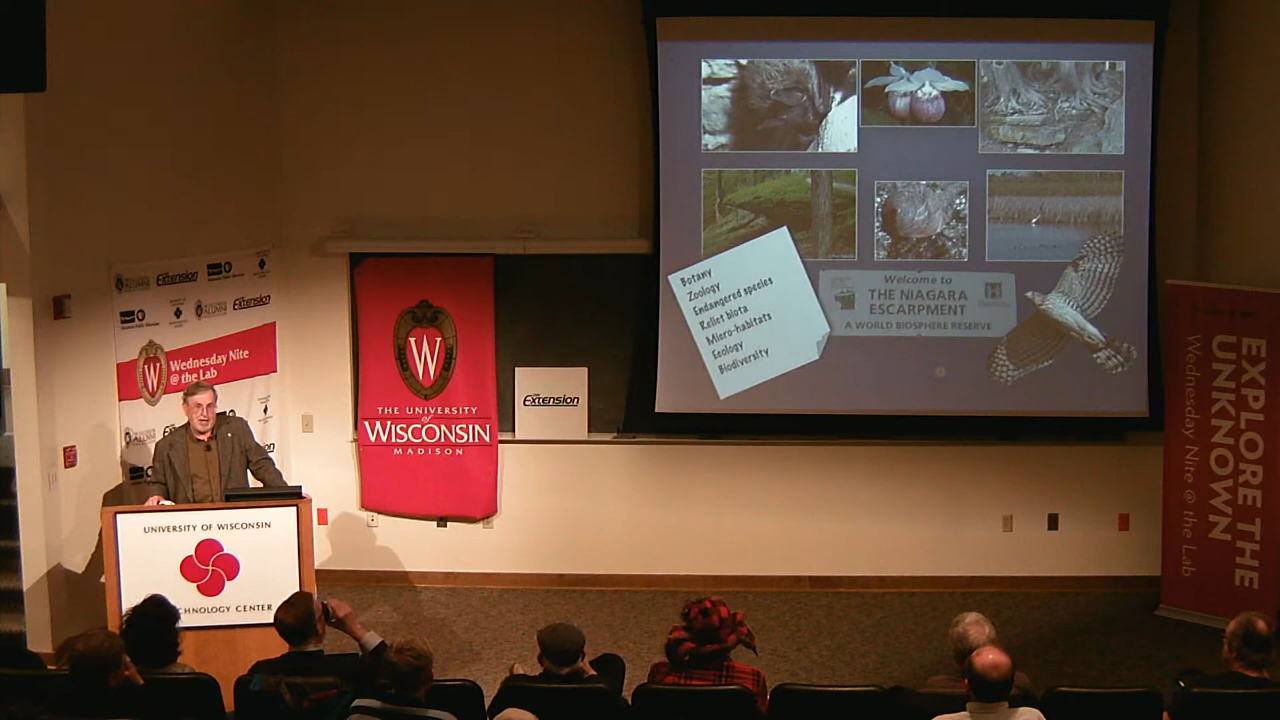 Botany
Zoology
Endangered species
Relict biota
Micro-habitats
Ecology
Biodiversity
Welcome to
THE NIAGARA
ESCARPMENT
A WORLD BIOSPHERE RESERVE
Extension
Extension
Wednesday Nite
@ the Lab
W
THE UNIVERSITY
of
WISCONSIN
MADISON
Extension
UNIVERSITY OF WISCONSIN
CHNOLOGY CENTER
EXPLORE THE
UNKNOWN
Wednesday Nite @ the Lab